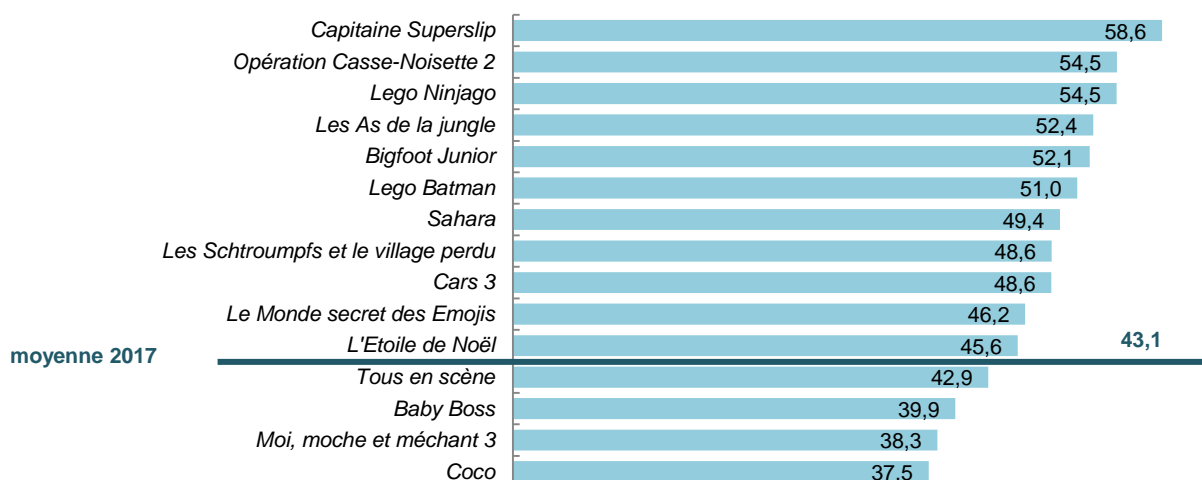 Capitaine Superslip 58,6
Opération Casse-Noisette 2 54,5
Lego Ninjago 54,5
Les As de la jungle 52,4
Bigfoot Junior 52,1
Lego Batman 51,0
Sahara 49,4
Les Schtroumpfs et le village perdu 48,6
Cars 3 48,6
Le Monde secret des Emojis 46,2
L'Etoile de Noël 45,6
moyenne 2017 43,1
Tous en scène 42,9
Baby Boss 39,9
Moi, moche et méchant 3 38,3
Coco 37,5